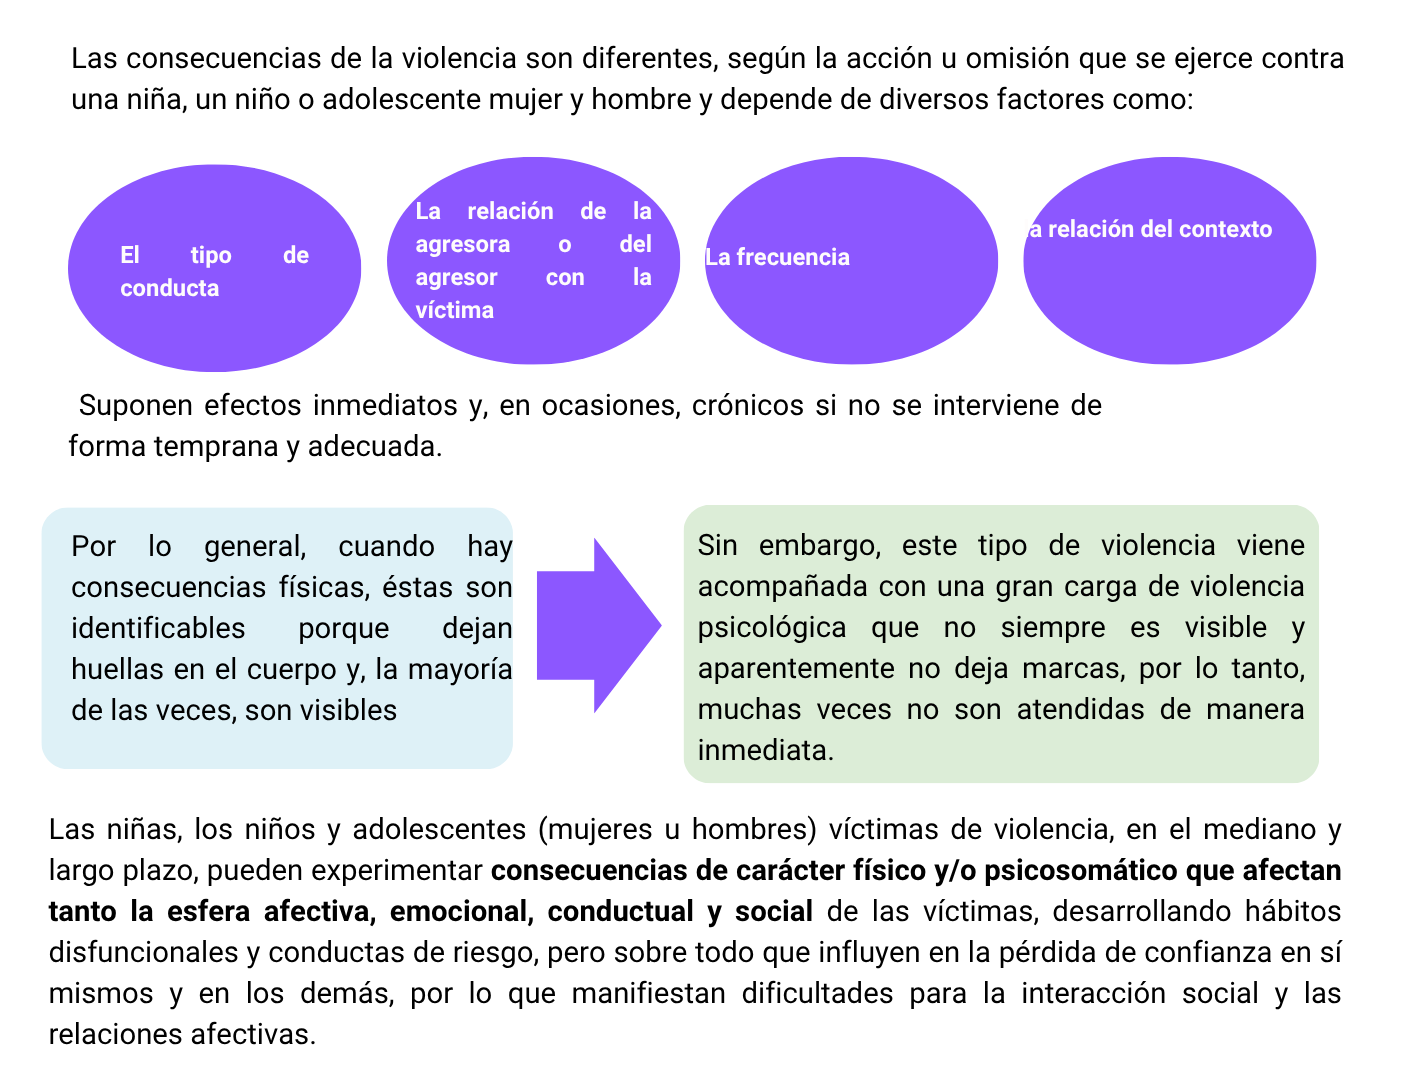 Las consecuencias de la violencia son diferentes, según la acción u omisión que se ejerce contra
una niña, un niño o adolescente mujer y hombre y depende de diversos factores como:
El tipo de
conducta
La relación de la
agresora o del
agresor con la
víctima
La frecuencia
a relación del contexto
Suponen efectos inmediatos y, en ocasiones, crónicos si no se interviene de
forma temprana y adecuada.
Por lo general, cuando hay
consecuencias físicas, éstas son
identificables porque dejan
huellas en el cuerpo y, la mayoría
de las veces, son visibles
Sin embargo, este tipo de violencia viene
acompañada con una gran carga de violencia
psicológica que no siempre es visible y
aparentemente no deja marcas, por lo tanto,
muchas veces no son atendidas de manera
inmediata.
Las niñas, los niños y adolescentes (mujeres u hombres) víctimas de violencia, en el mediano y
largo plazo, pueden experimentar consecuencias de carácter físico y/o psicosomático que afectan
tanto la esfera afectiva, emocional, conductual y social de las víctimas, desarrollando hábitos
disfuncionales y conductas de riesgo, pero sobre todo que influyen en la pérdida de confianza en sí
mismos y en los demás, por lo que manifiestan dificultades para la interacción social y las
relaciones afectivas.